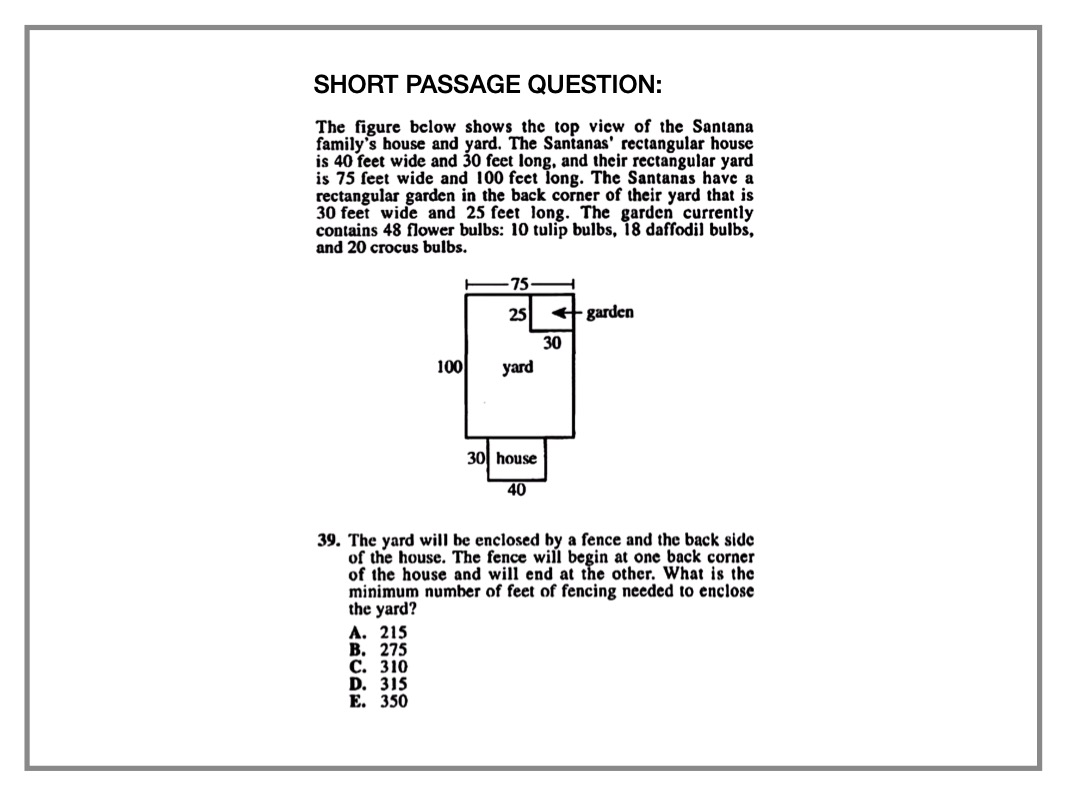 SHORT PASSAGE QUESTION:
The figure below shows the top view of the Santana
family's house and yard. The Santanas' rectangular house
is 40 feet wide and 30 feet long, and their rectangular yard
is 75 feet wide and 100 feet long. The Santanas have a
rectangular garden in the back corner of their yard that is
30 feet wide and 25 feet long. The garden currently
contains 48 flower bulbs: 10 tulip bulbs, 18 daffodil bulbs,
and 20 crocus bulbs.
75
25
garden
30
100
yard
30
house
40
39. The yard will be enclosed by a fence and the back side
of the house. The fence will begin at one back corner
of the house and will end at the other. What is the
minimum number of feet of fencing needed to enclose
the yard?
A. 215
B. 275
C. 310
D. 315
E. 350